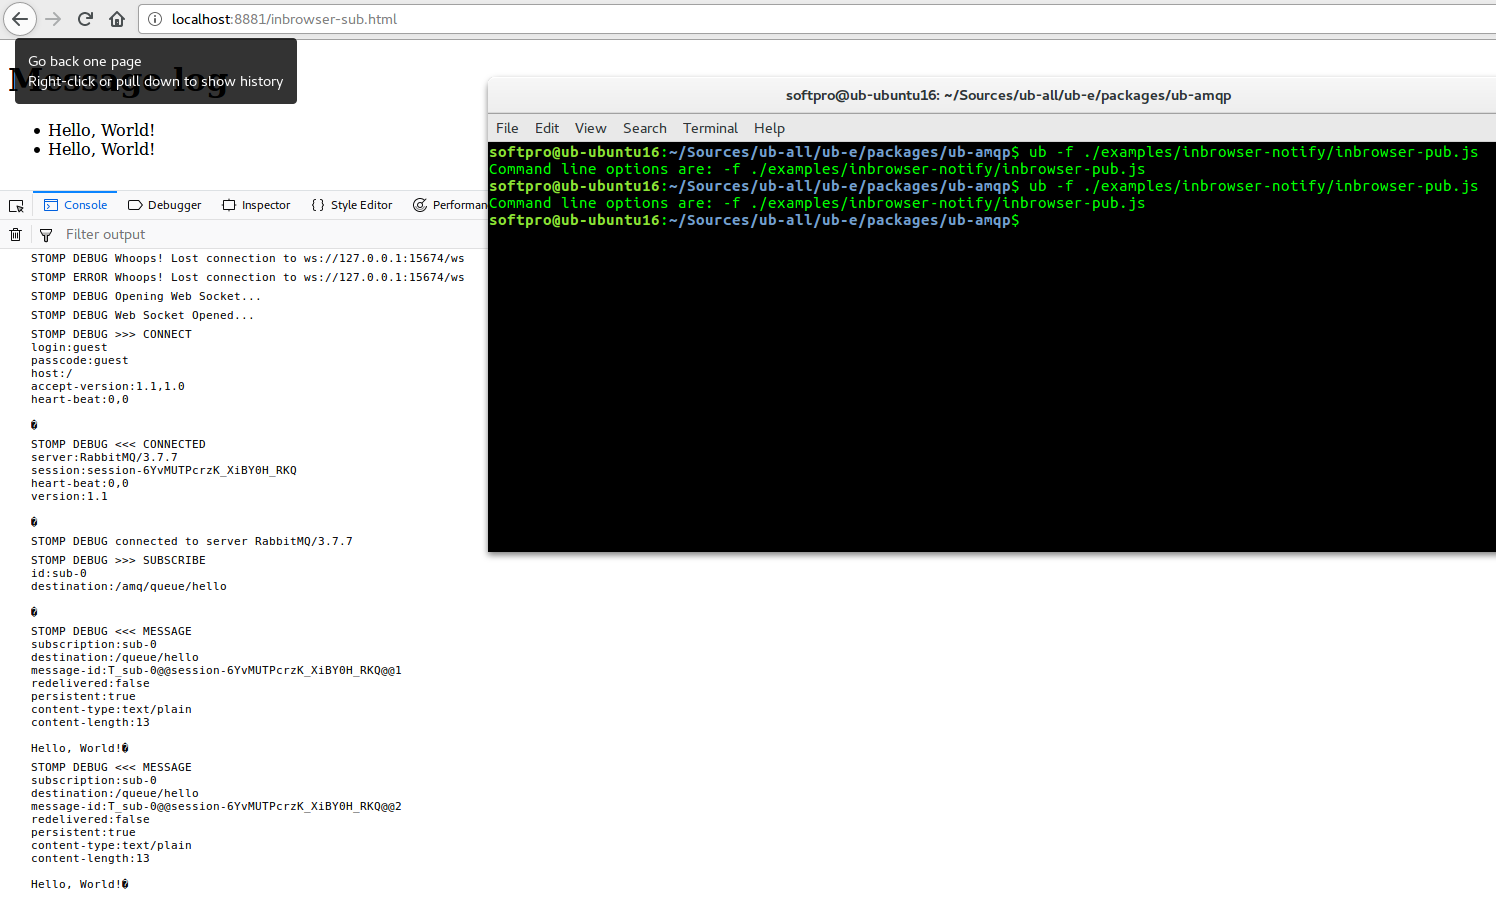 localhost:8881/inbrowser-sub.html
Go back one page
Right-click or pull down to show history
Message log
Hello, World!
Hello, World!
Console
Debugger
Inspector
{ } Style Editor
Performan
Filter output
STOMP DEBUG Whoops! Lost connection to ws://127.0.0.1:15674/ws
STOMP ERROR Whoops! Lost connection to ws://127.0.0.1:15674/ws
STOMP DEBUG Opening Web Socket...
STOMP DEBUG Web Socket Opened...
STOMP DEBUG >>> CONNECT
login:guest
passcode:guest
host:/
accept-version:1.1,1.0
heart-beat:0,0
�
STOMP DEBUG <<< CONNECTED
server:RabbitMQ/3.7.7
session:session-6YvMUTPcrzK_XiBY0H_RKQ
heart-beat:0,0
version:1.1
�
STOMP DEBUG connected to server RabbitMQ/3.7.7
STOMP DEBUG >>> SUBSCRIBE
id:sub-0
destination:/amq/queue/hello
�
STOMP DEBUG <<< MESSAGE
subscription:sub-0
destination:/queue/hello
message-id:T_sub-0@@session-6YvMUTPcrzK_XiBY0H_RKQ@@1
redelivered:false
persistent:true
content-type:text/plain
content-length:13
Hello, World!�
STOMP DEBUG <<< MESSAGE
subscription:sub-0
destination:/queue/hello
message-id:T_sub-0@@session-6YvMUTPcrzK_XiBY0H_RKQ@@2
redelivered:false
persistent:true
content-type:text/plain
content-length:13
Hello, World!�
softpro@ub-ubuntu16: ~/Sources/ub-all/ub-e/packages/ub-amqp
File Edit View Search Terminal Help
softpro@ub-ubuntu16:~/Sources/ub-all/ub-e/packages/ub-amqp$ ub -f ./examples/inbrowser-notify/inbrowser-pub.js
Command line options are: -f ./examples/inbrowser-notify/inbrowser-pub.js
softpro@ub-ubuntu16:~/Sources/ub-all/ub-e/packages/ub-amqp$ ub -f ./examples/inbrowser-notify/inbrowser-pub.js
Command line options are: -f ./examples/inbrowser-notify/inbrowser-pub.js
softpro@ub-ubuntu16:~/Sources/ub-all/ub-e/packages/ub-amqp$